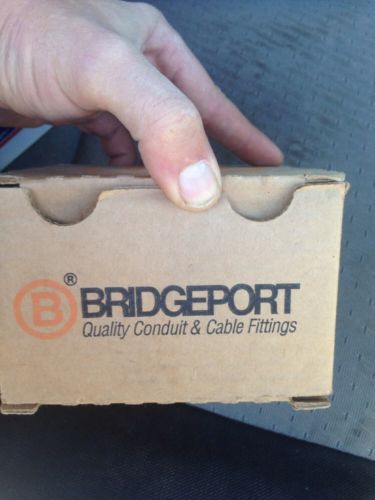 B® BRIDGEPORT
Quality Conduit & Cable Fittings